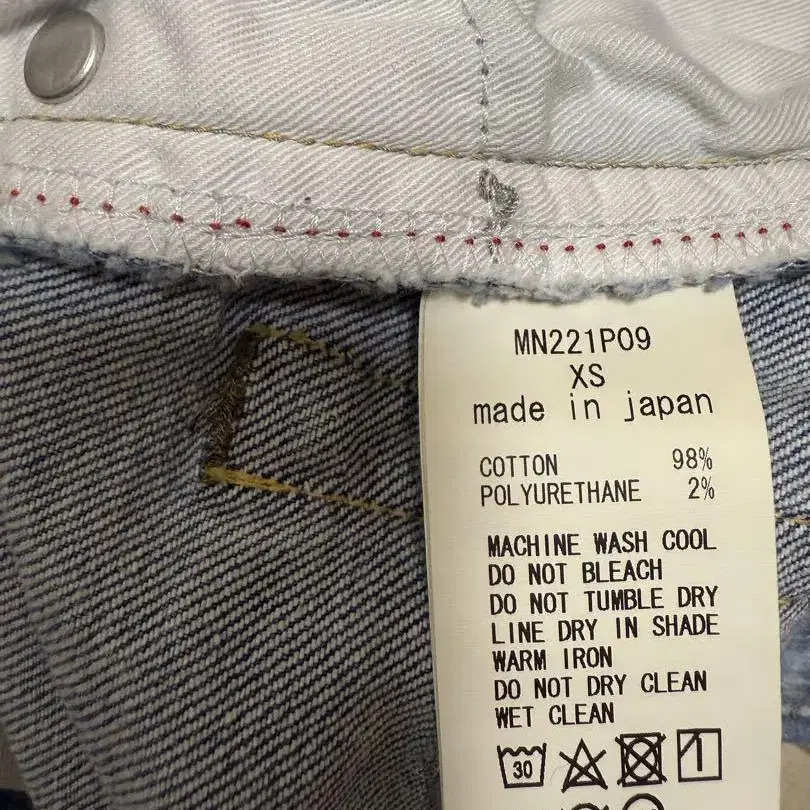 MN221P09
XS
made in japan
COTTON 98%
POLYURETHANE 2%
MACHINE WASH COOL
DO NOT BLEACH
DO NOT TUMBLE DRY
LINE DRY IN SHADE
WARM IRON
DO NOT DRY CLEAN
WET CLEAN
30